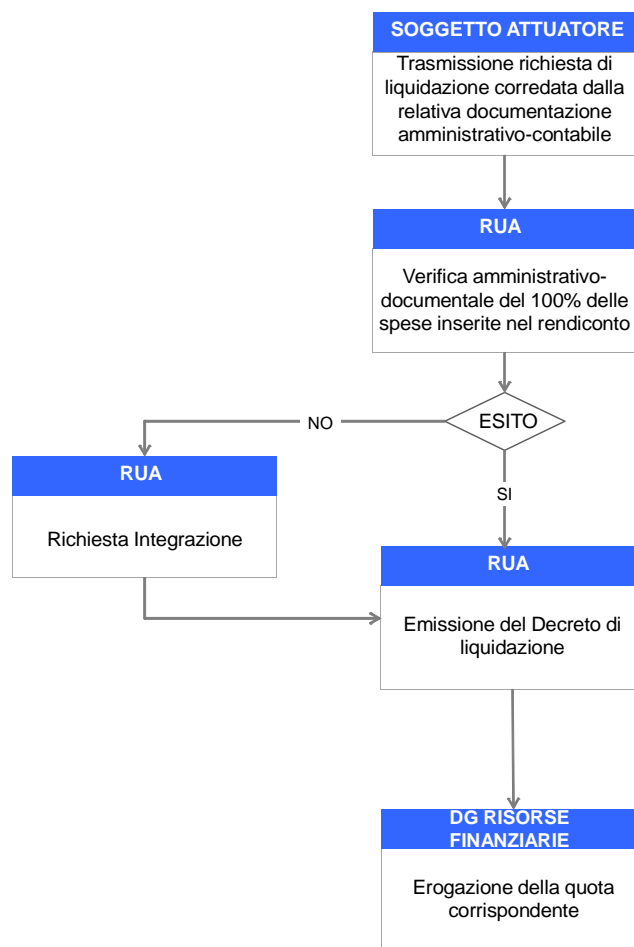 SOGGETTO ATTUATORE
Trasmissione richiesta di
liquidazione corredata dalla
relativa documentazione
amministrativo-contabile
RUA
Verifica amministrativo-
documentale del 100% delle
spese inserite nel rendiconto
ESITO
NO
SI
RUA
Richiesta Integrazione
RUA
Emissione del Decreto di
liquidazione
DG RISORSE
FINANZIARIE
Erogazione della quota
corrispondente